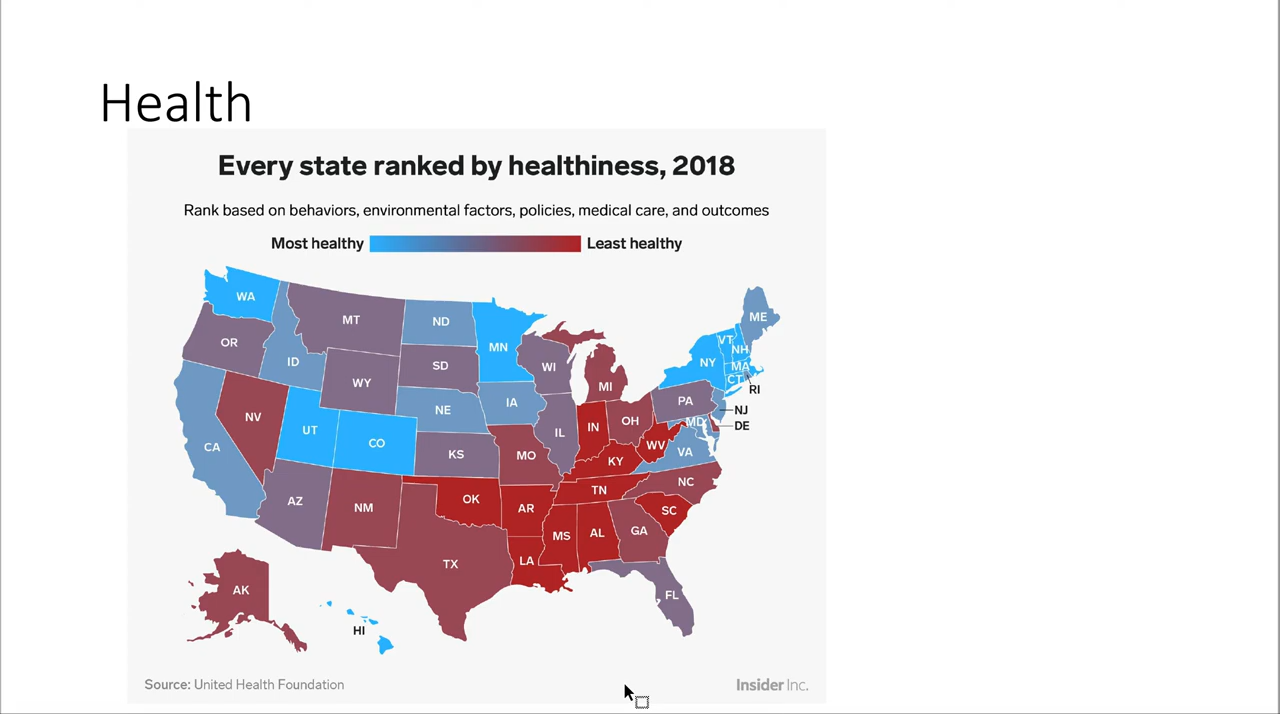 Health
Every state ranked by healthiness, 2018
Rank based on behaviors, environmental factors, policies, medical care, and outcomes
Most healthy Least healthy
WA
MT
ND
MN
ME
OR
ID
SD
WI
VT
NH
NY
MA
WY
MI
CT
RI
NV
NE
IA
PA
NJ
UT
CO
IL
IN
OH
MD
DE
CA
KS
MO
WV
VA
KY
AZ
NM
OK
AR
TN
NC
SC
TX
LA
MS
AL
GA
AK
HI
FL
Source: United Health Foundation Insider Inc.